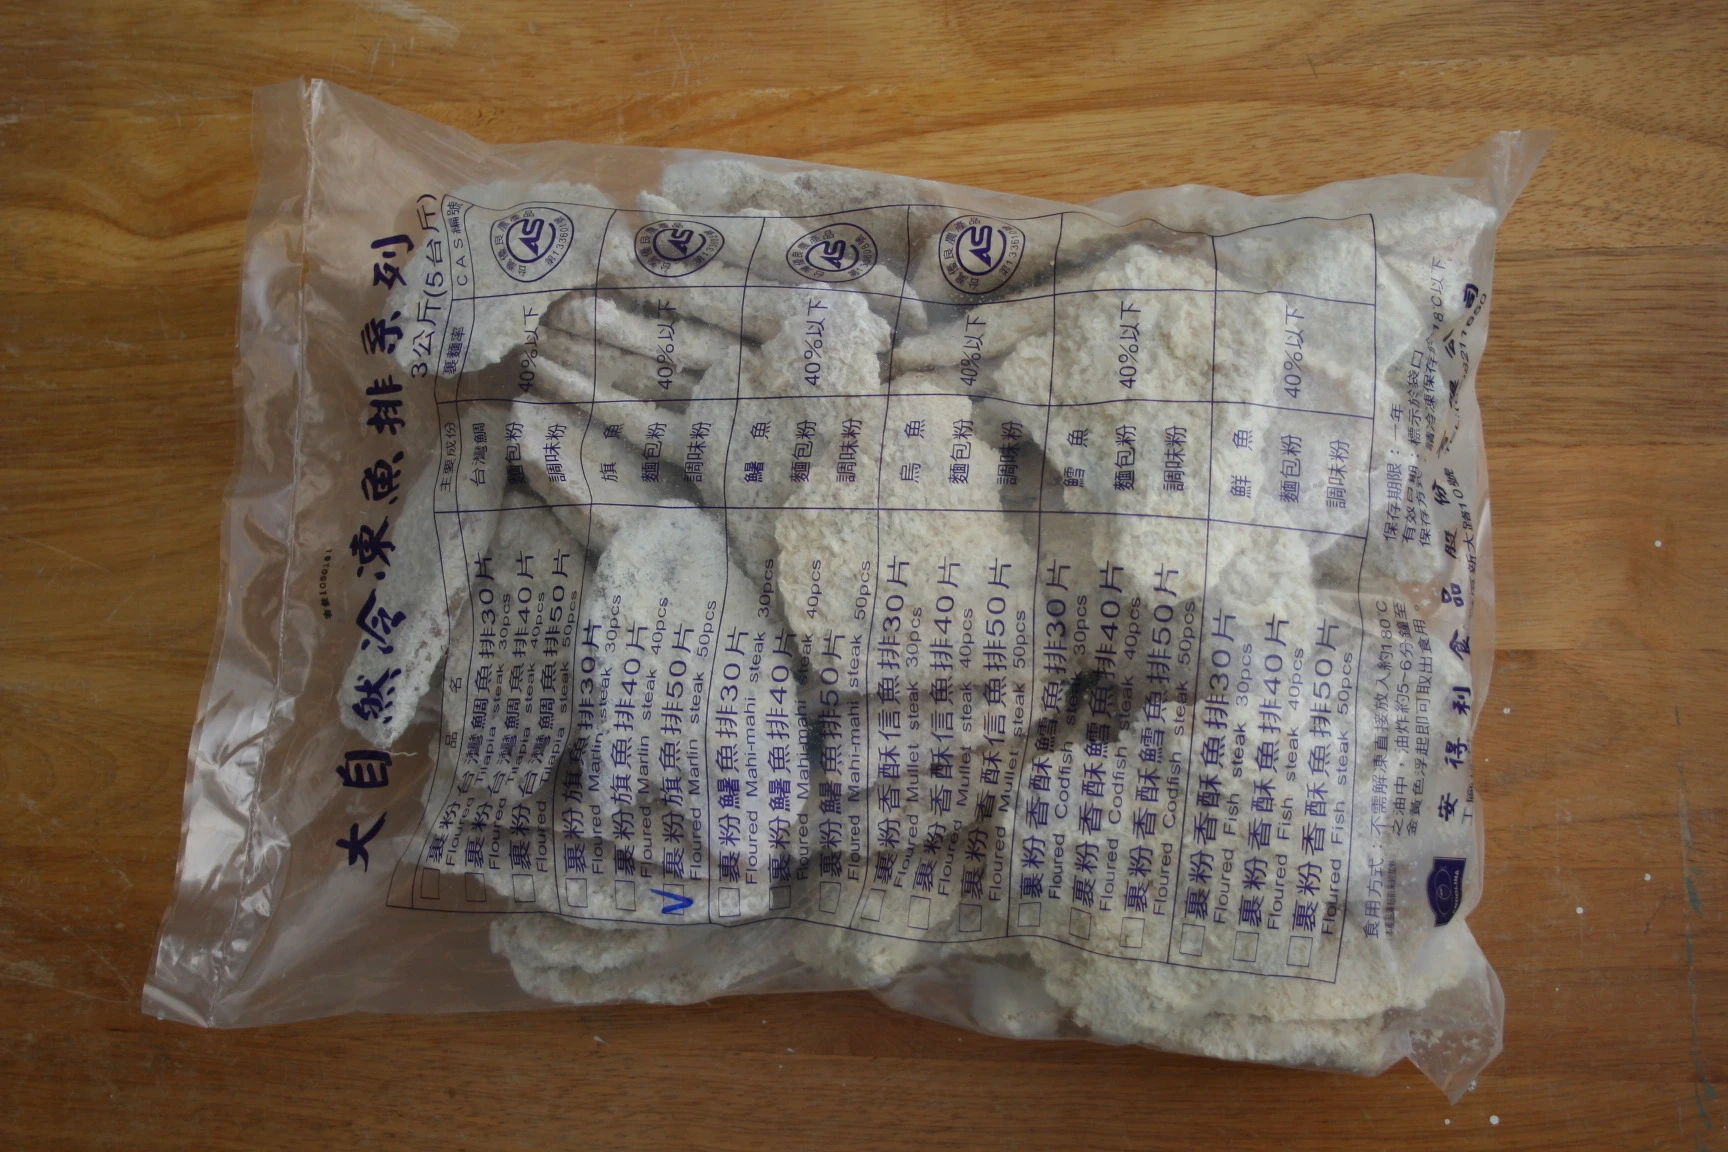 大自然冷凍魚排系列
3公斤(5台斤)
品名 主要成份 裹麵率 CAS編號
裹粉台灣鯛魚排30片
Floured Tilapia steak 30pcs
裹粉台灣鯛魚排40片
Floured Tilapia steak 40pcs
裹粉台灣鯛魚排50片
Floured Tilapia steak 50pcs
台灣鯛
麵包粉
調味粉
40%以下
裹粉旗魚排30片
Floured Marlin steak 30pcs
裹粉旗魚排40片
Floured Marlin steak 40pcs
V 裹粉旗魚排50片
Floured Marlin steak 50pcs
旗魚
麵包粉
調味粉
40%以下
裹粉鱰魚排30片
Floured Mahi-mahi steak 30pcs
裹粉鱰魚排40片
Floured Mahi-mahi steak 40pcs
裹粉鱰魚排50片
Floured Mahi-mahi steak 50pcs
鱰魚
麵包粉
調味粉
40%以下
裹粉香酥信魚排30片
Floured Mullet steak 30pcs
裹粉香酥信魚排40片
Floured Mullet steak 40pcs
裹粉香酥信魚排50片
Floured Mullet steak 50pcs
烏魚
麵包粉
調味粉
40%以下
裹粉香酥鱈魚排30片
Floured Codfish steak 30pcs
裹粉香酥鱈魚排40片
Floured Codfish steak 40pcs
裹粉香酥鱈魚排50片
Floured Codfish steak 50pcs
鱈魚
麵包粉
調味粉
40%以下
裹粉香酥魚排30片
Floured Fish steak 30pcs
裹粉香酥魚排40片
Floured Fish steak 40pcs
裹粉香酥魚排50片
Floured Fish steak 50pcs
鮮魚
麵包粉
調味粉
40%以下
食用方式：不需解凍直接放入約180℃
之油中，油炸約5~6分鐘至
金黃色浮起即可取出食用
保存期限：一年
有效日期：標示於袋口
保存方式：請冷凍保存於-18C以下
安得利食品股份有限公司